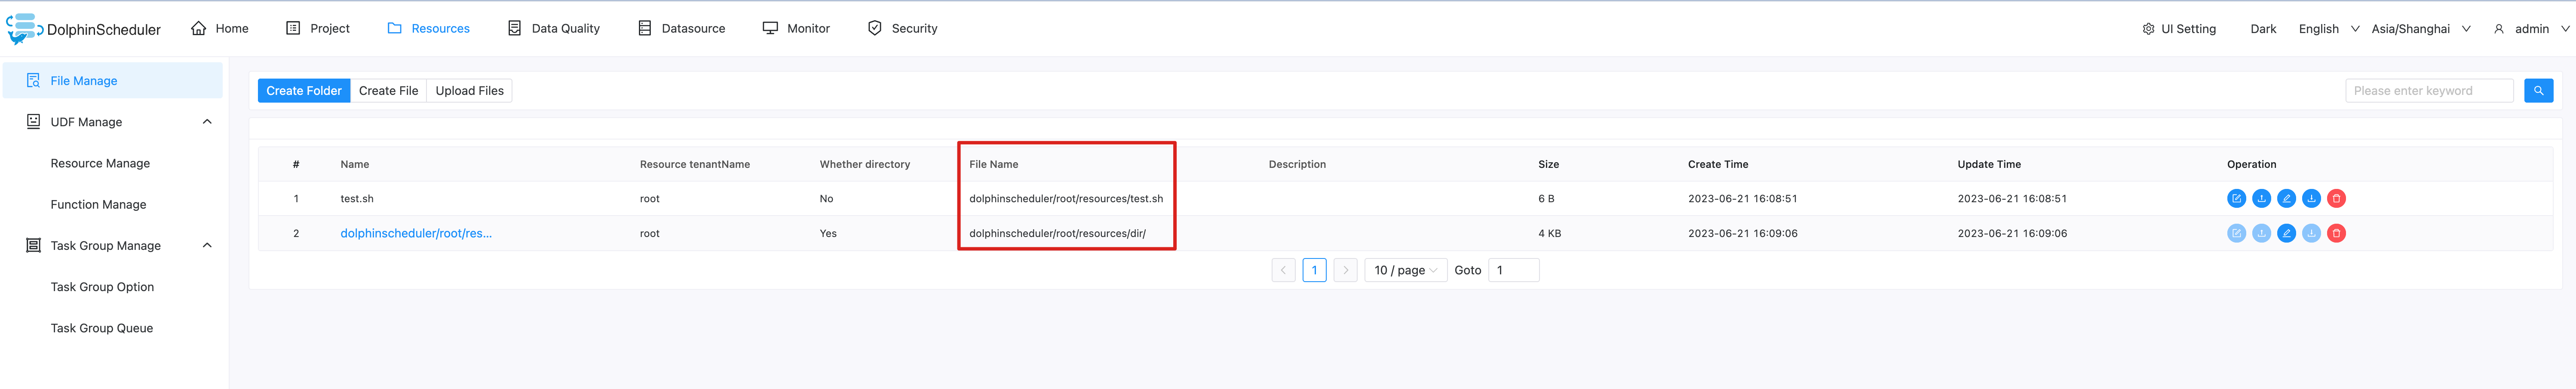 DolphinScheduler Home Project Resources Data Quality Datasource Monitor Security UI Setting Dark English Asia/Shanghai admin
File Manage
UDF Manage
Resource Manage
Function Manage
Task Group Manage
Task Group Option
Task Group Queue
Create Folder Create File Upload Files Please enter keyword
# Name Resource tenantName Whether directory File Name Description Size Create Time Update Time Operation
1 test.sh root No dolphinscheduler/root/resources/test.sh 6 B 2023-06-21 16:08:51 2023-06-21 16:08:51
2 dolphinscheduler/root/res... root Yes dolphinscheduler/root/resources/dir/ 4 KB 2023-06-21 16:09:06 2023-06-21 16:09:06
1 10 / page Goto 1